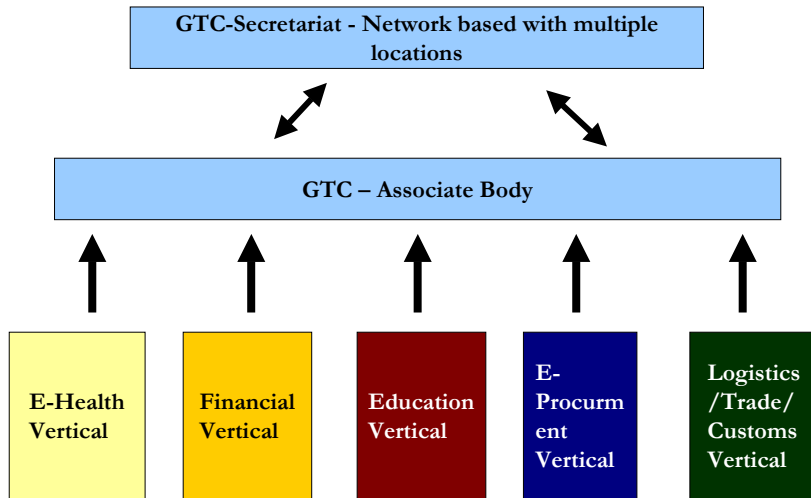 GTC-Secretariat - Network based with multiple
locations
GTC – Associate Body
E-Health
Vertical
Financial
Vertical
Education
Vertical
E-
Procurm
ent
Vertical
Logistics
/Trade/
Customs
Vertical